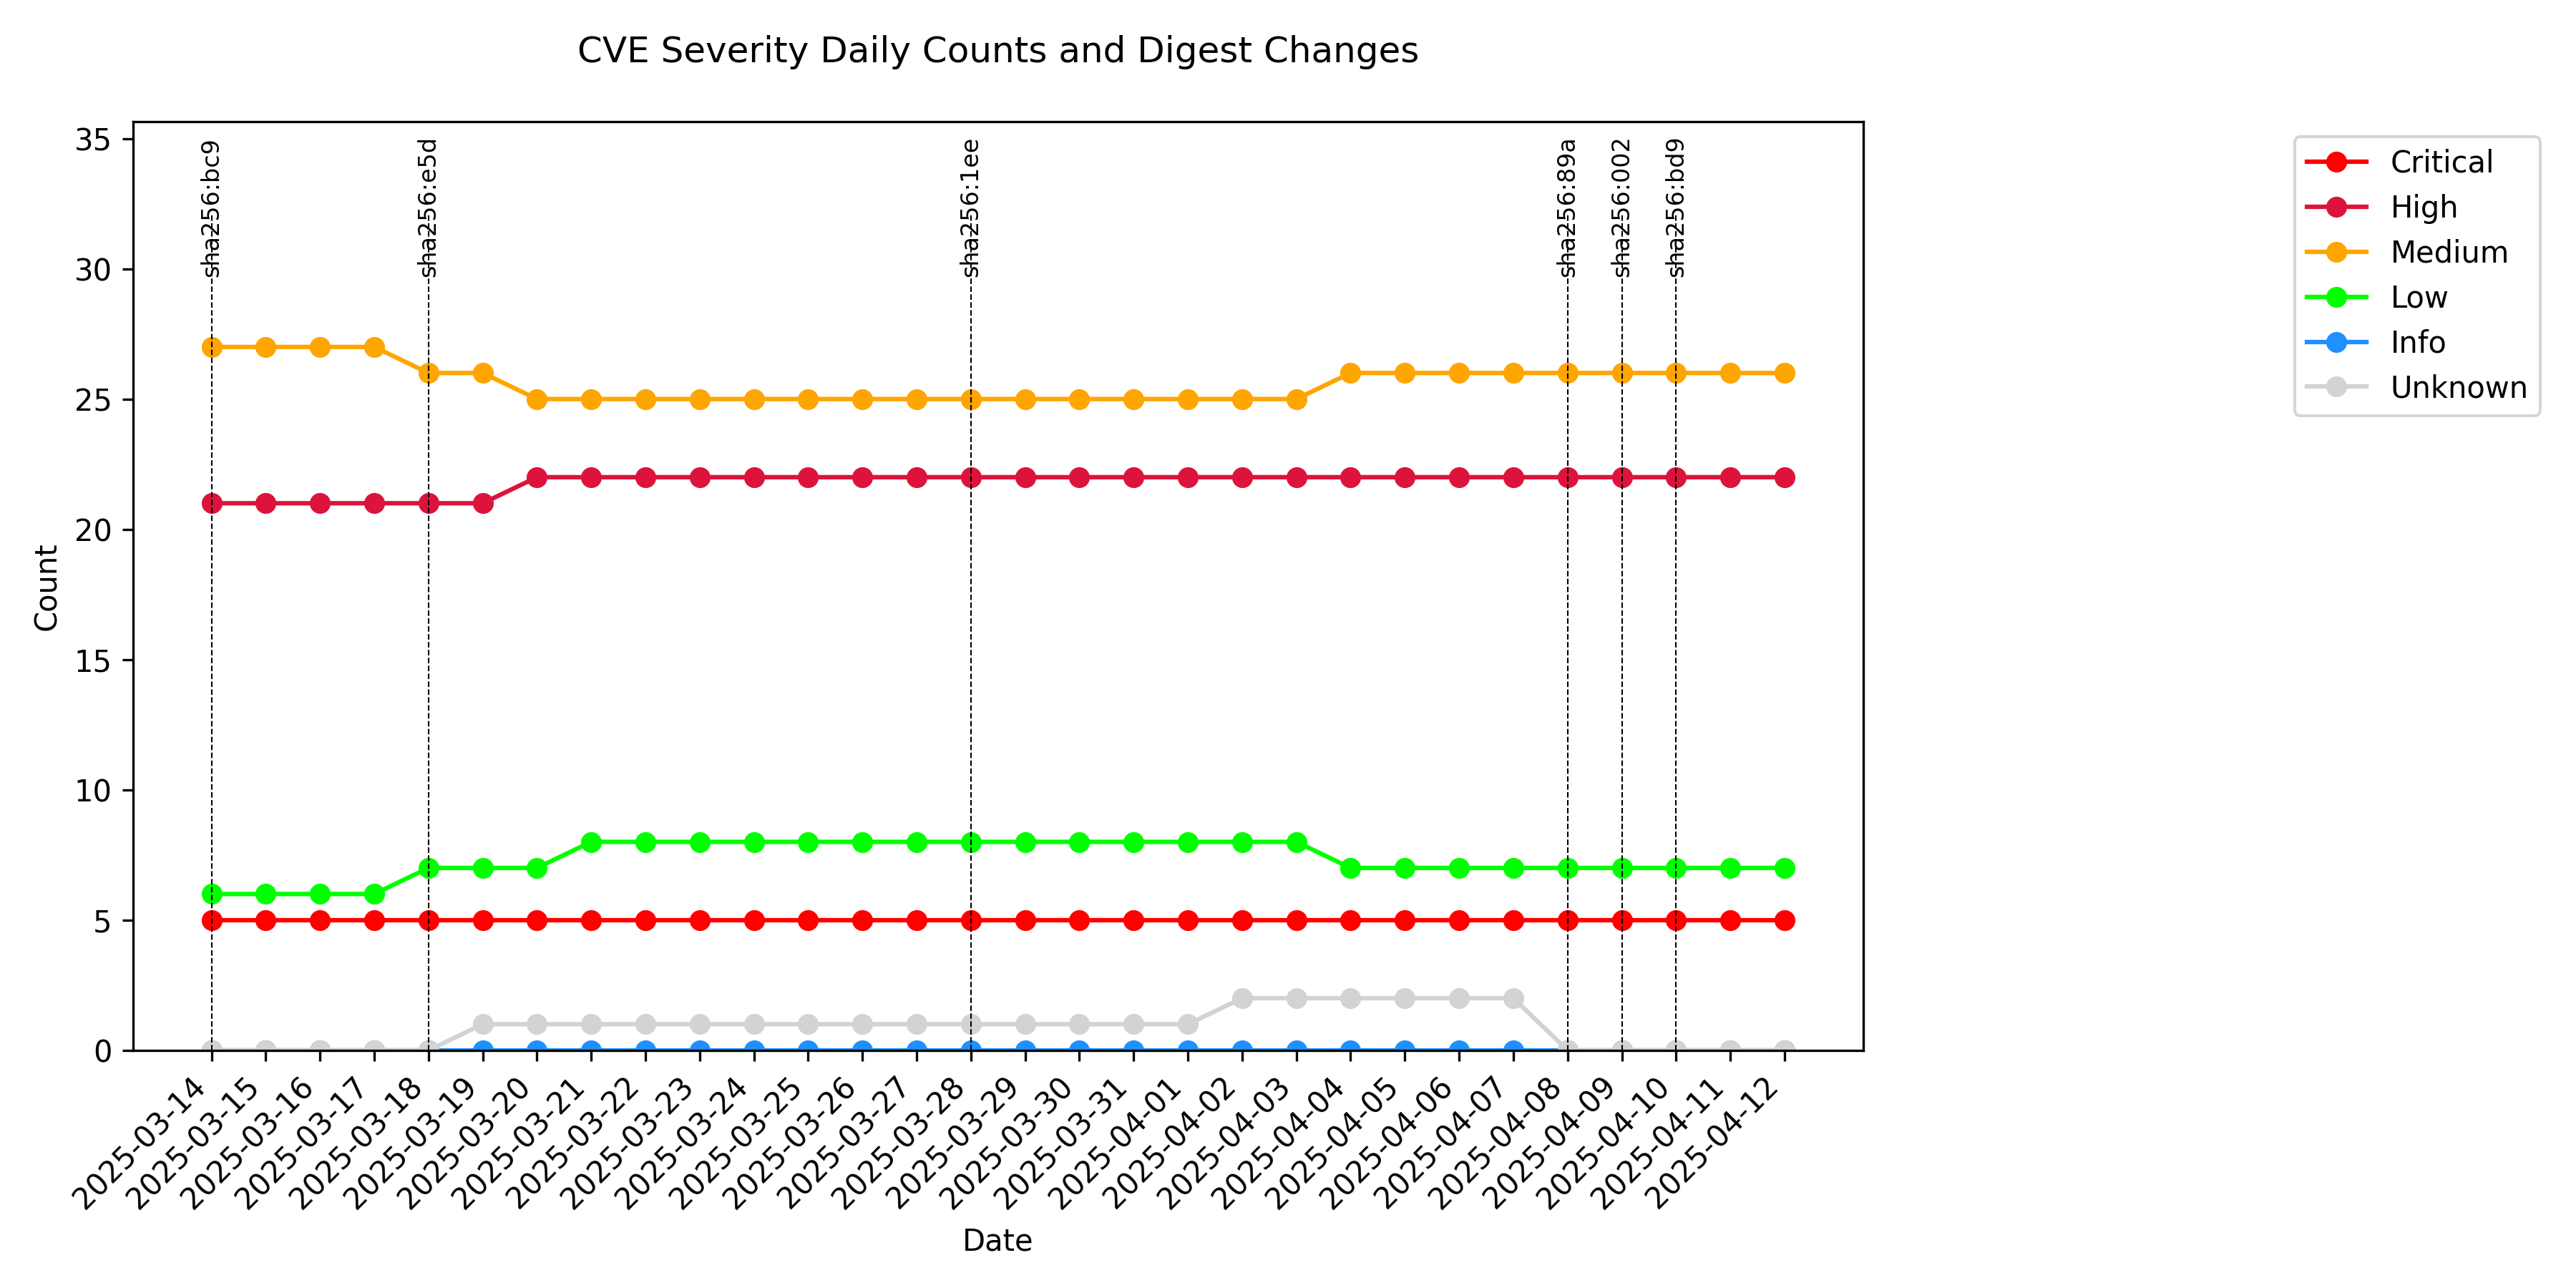 CVE Severity Daily Counts and Digest Changes
35
30
25
20
15
10
5
0
Count
sha256:bc9
sha256:e5d
sha256:1ee
sha256:89a
sha256:002
sha256:bd9
Critical
High
Medium
Low
Info
Unknown
2025-03-14
2025-03-15
2025-03-16
2025-03-17
2025-03-18
2025-03-19
2025-03-20
2025-03-21
2025-03-22
2025-03-23
2025-03-24
2025-03-25
2025-03-26
2025-03-27
2025-03-28
2025-03-29
2025-03-30
2025-03-31
2025-04-01
2025-04-02
2025-04-03
2025-04-04
2025-04-05
2025-04-06
2025-04-07
2025-04-08
2025-04-09
2025-04-10
2025-04-11
2025-04-12
Date